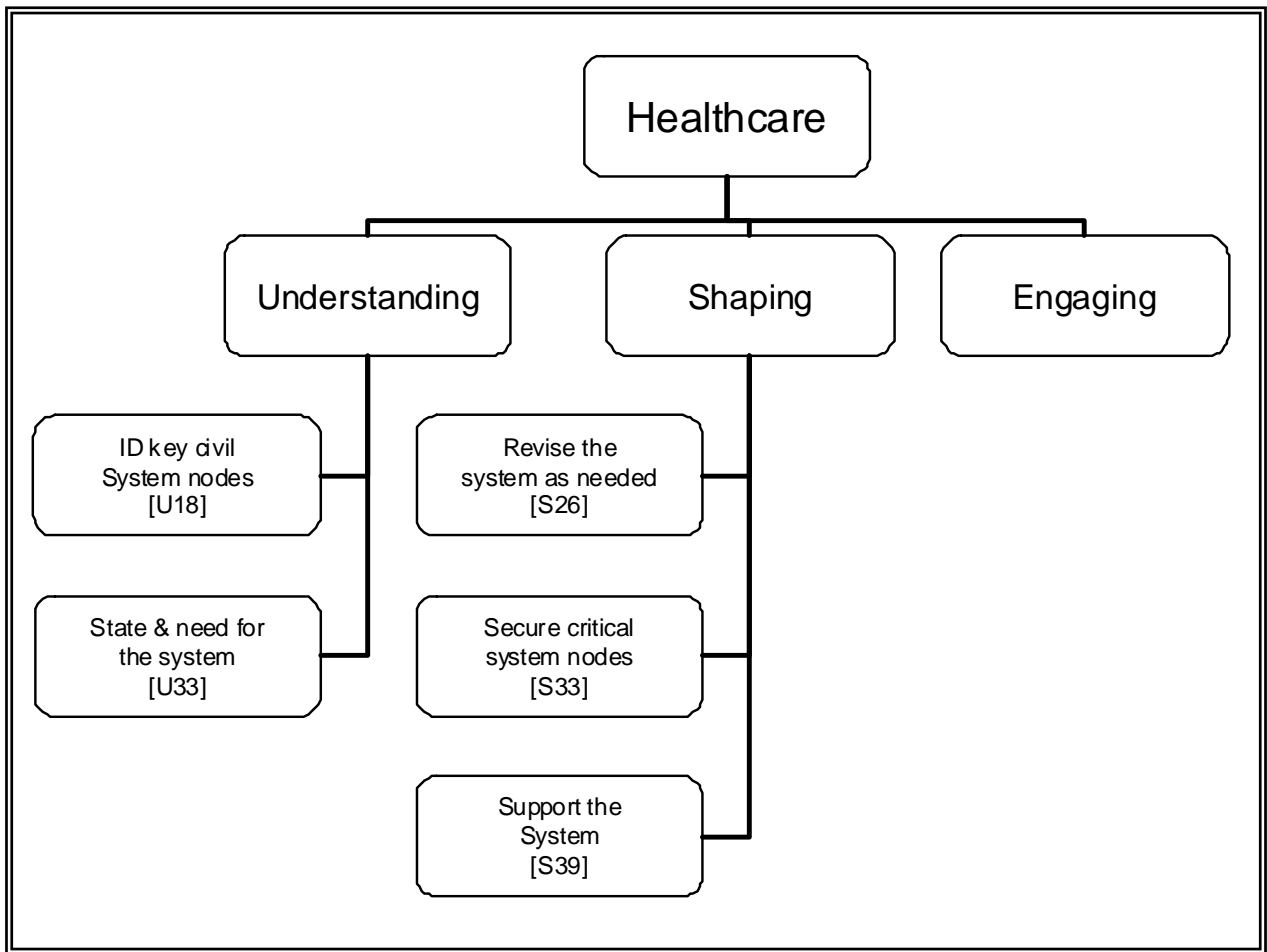 Healthcare
Understanding
Shaping
Engaging
ID key civil
System nodes
[U18]
Revise the
system as needed
[S26]
State & need for
the system
[U33]
Secure critical
system nodes
[S33]
Support the
System
[S39]